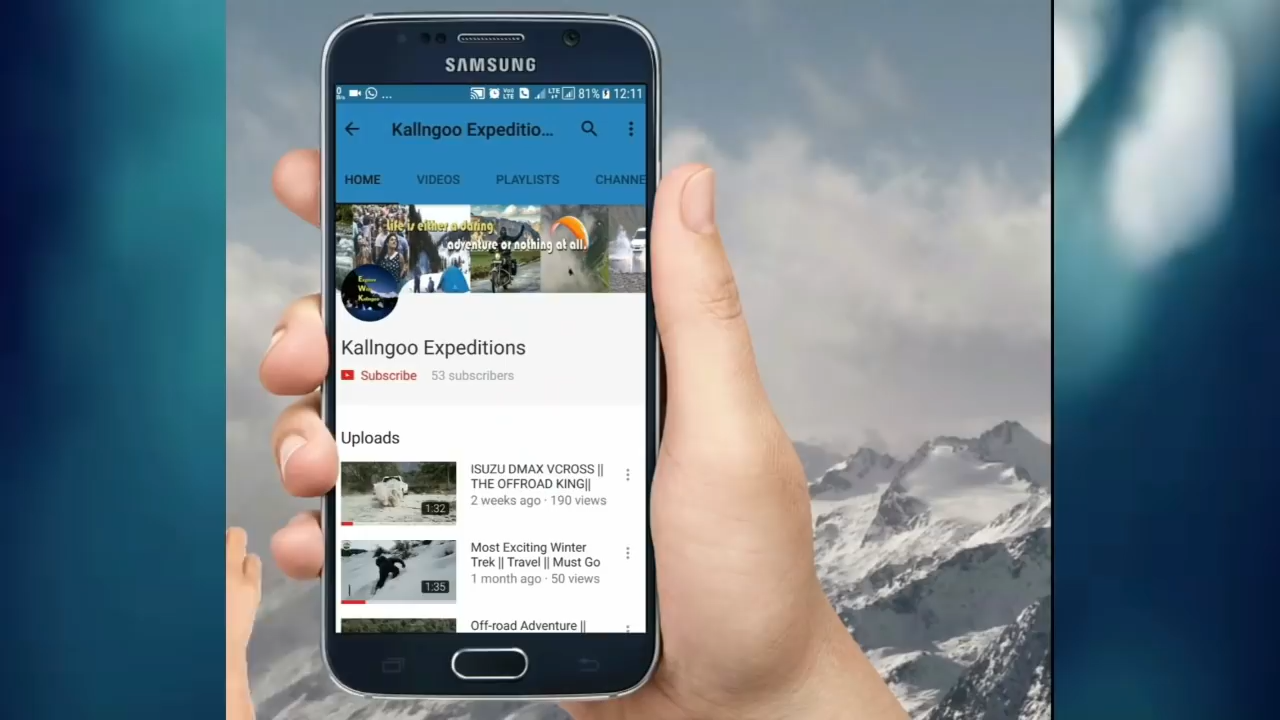 SAMSUNG
... 81% 12:11
Kallngoo Expeditio...
HOME VIDEOS PLAYLISTS CHANNE
Life is either a daring
adventure or nothing at all.
Kallngoo Expeditions
Subscribe 53 subscribers
Uploads
ISUZU DMAX VCROSS ||
THE OFFROAD KING||
2 weeks ago · 190 views
1:32
Most Exciting Winter
Trek || Travel || Must Go
1 month ago · 50 views
1:35
Off-road Adventure ||